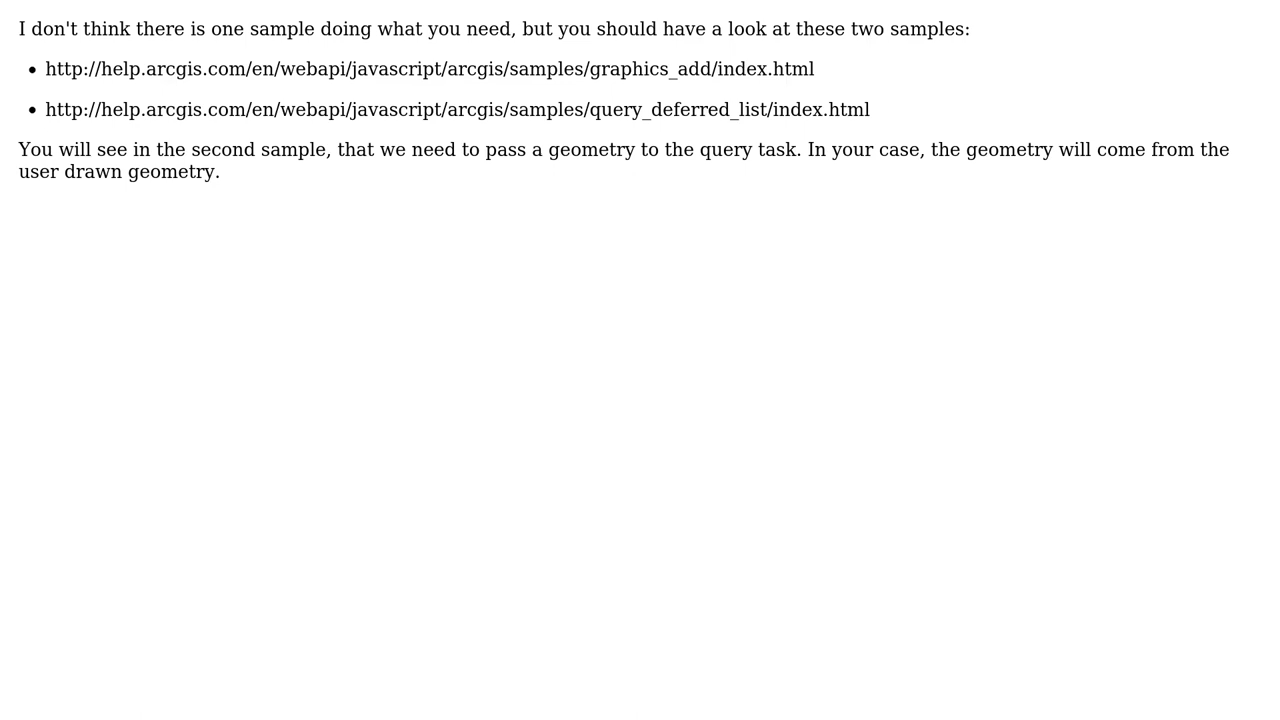 I don't think there is one sample doing what you need, but you should have a look at these two samples:
• http://help.arcgis.com/en/webapi/javascript/arcgis/samples/graphics_add/index.html
• http://help.arcgis.com/en/webapi/javascript/arcgis/samples/query_deferred_list/index.html
You will see in the second sample, that we need to pass a geometry to the query task. In your case, the geometry will come from the
user drawn geometry.